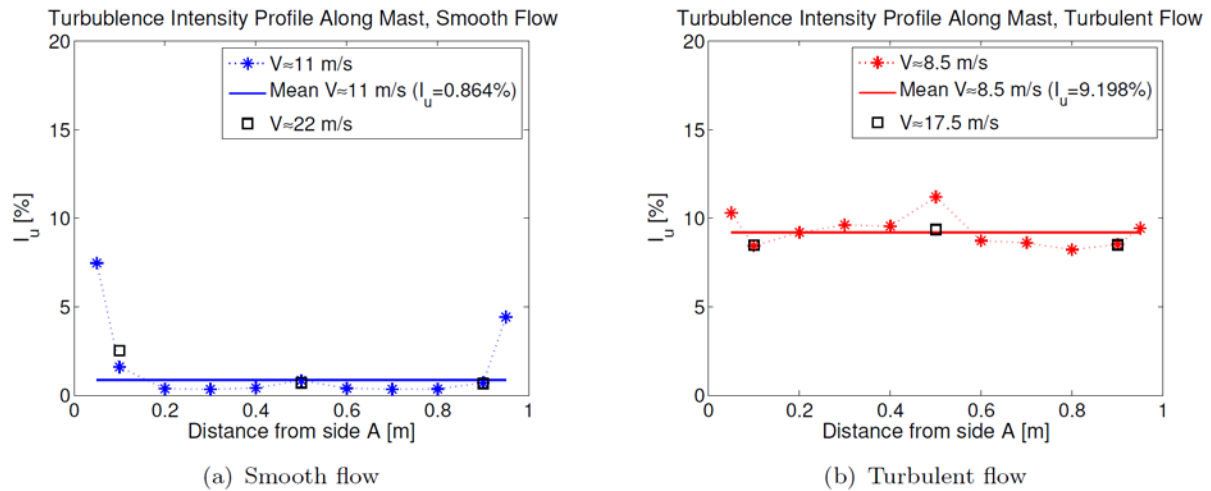 Turbublence Intensity Profile Along Mast, Smooth Flow
20
15
10
5
0
I_u [%]
V≈11 m/s
Mean V≈11 m/s (I_u=0.864%)
V≈22 m/s
0 0.2 0.4 0.6 0.8 1
Distance from side A [m]
(a) Smooth flow
Turbublence Intensity Profile Along Mast, Turbulent Flow
20
15
10
5
0
I_u [%]
V≈8.5 m/s
Mean V≈8.5 m/s (I_u=9.198%)
V≈17.5 m/s
0 0.2 0.4 0.6 0.8 1
Distance from side A [m]
(b) Turbulent flow